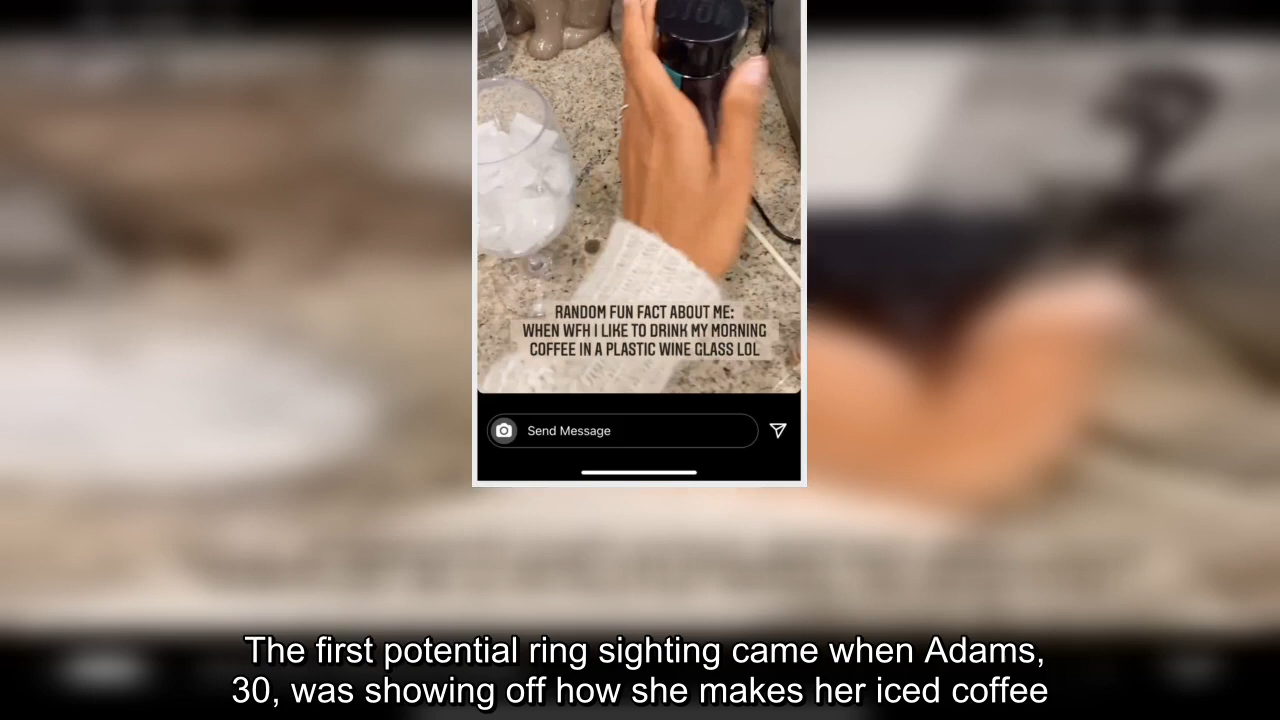 RANDOM FUN FACT ABOUT ME:
WHEN WFH I LIKE TO DRINK MY MORNING
COFFEE IN A PLASTIC WINE GLASS LOL
Send Message
The first potential ring sighting came when Adams,
30, was showing off how she makes her iced coffee